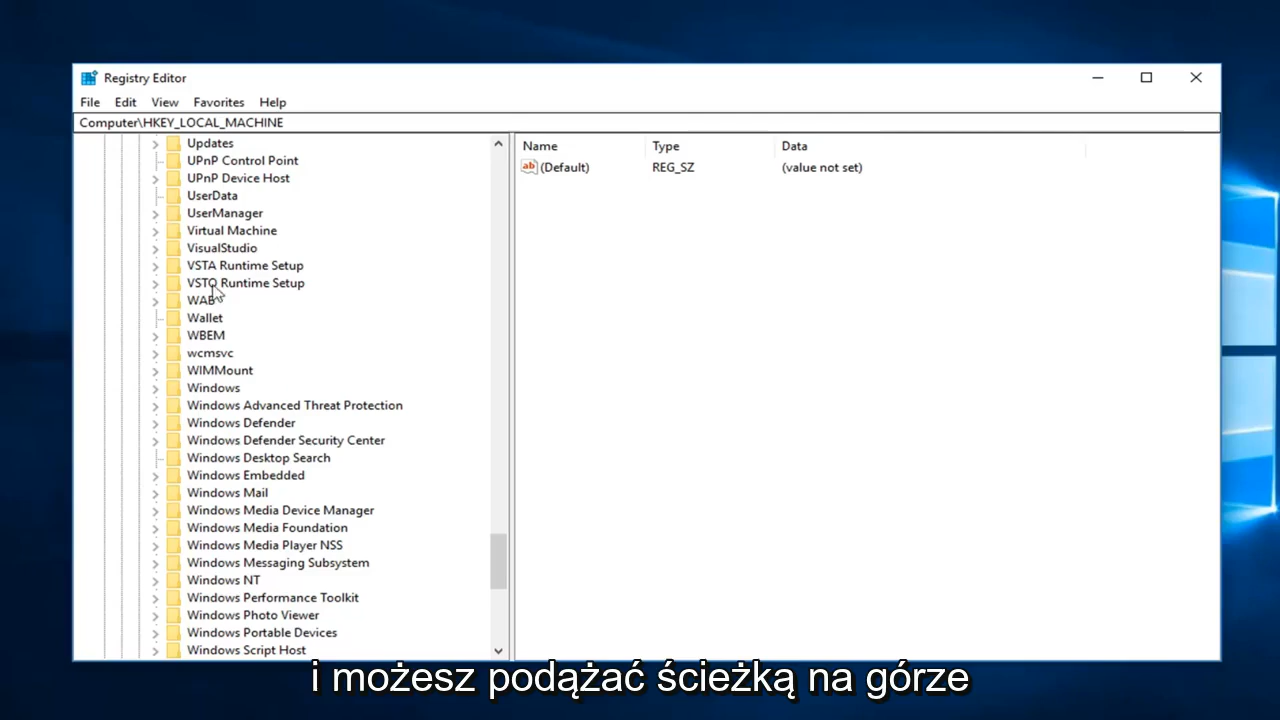 Registry Editor
File Edit View Favorites Help
Computer\HKEY_LOCAL_MACHINE
Updates
UPnP Control Point
UPnP Device Host
UserData
UserManager
Virtual Machine
VisualStudio
VSTA Runtime Setup
VSTO Runtime Setup
WAB
Wallet
WBEM
wcmsvc
WIMMount
Windows
Windows Advanced Threat Protection
Windows Defender
Windows Defender Security Center
Windows Desktop Search
Windows Embedded
Windows Mail
Windows Media Device Manager
Windows Media Foundation
Windows Media Player NSS
Windows Messaging Subsystem
Windows NT
Windows Performance Toolkit
Windows Photo Viewer
Windows Portable Devices
Windows Script Host
Name Type Data
ab (Default) REG_SZ (value not set)
i możesz podążać ścieżką na górze